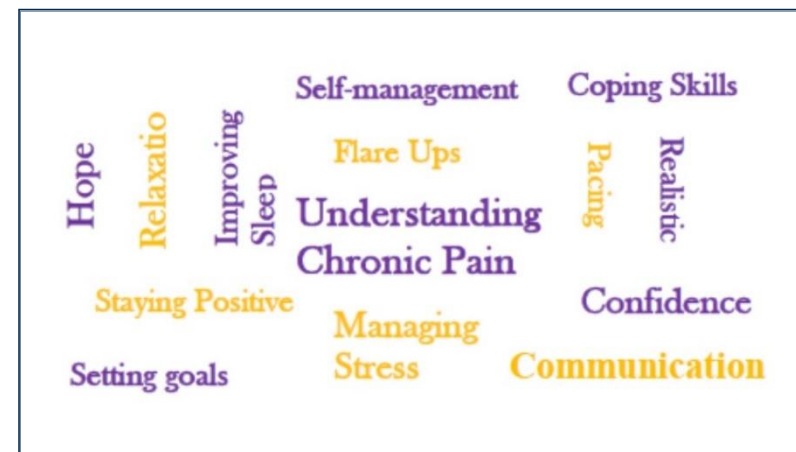 Self-management
Coping Skills
Hope
Relaxatio
Improving
Sleep
Flare Ups
Pacing
Realistic
Understanding
Chronic Pain
Staying Positive
Confidence
Managing
Stress
Setting goals
Communication